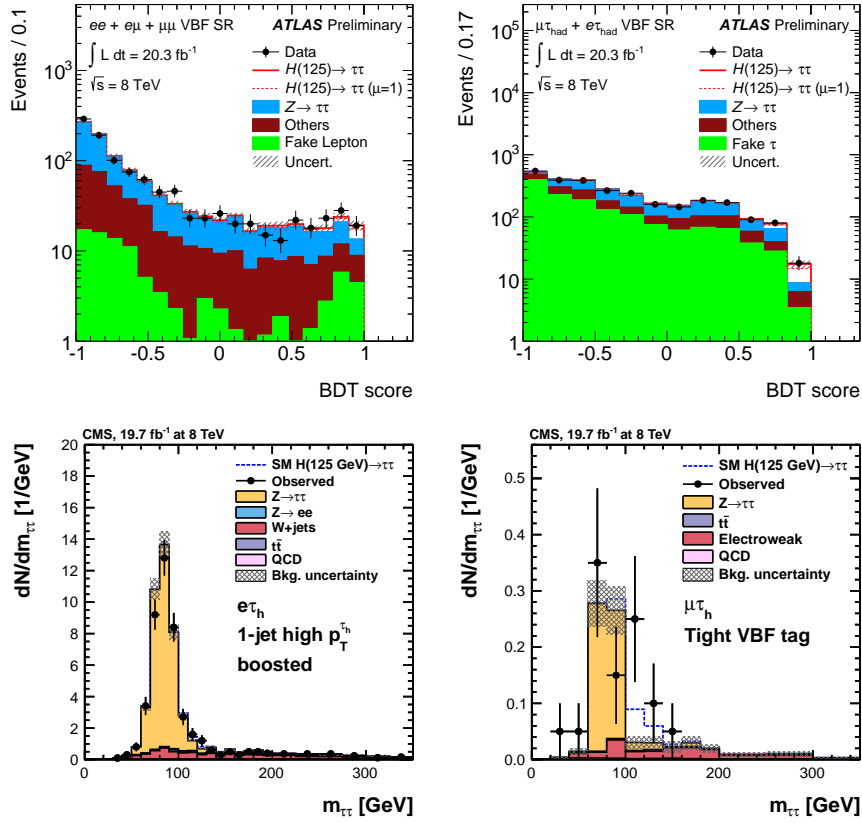 Events / 0.1
ee + eμ + μμ VBF SR
∫ L dt = 20.3 fb⁻¹
√s = 8 TeV
ATLAS Preliminary
Data
H(125)→ ττ
H(125)→ ττ (μ=1)
Z→ ττ
Others
Fake Lepton
Uncert.
10³
10²
10
1
-1 -0.5 0 0.5 1
BDT score
Events / 0.17
μτhad + eτhad VBF SR
∫ L dt = 20.3 fb⁻¹
√s = 8 TeV
ATLAS Preliminary
Data
H(125)→ ττ
H(125)→ ττ (μ=1)
Z→ ττ
Others
Fake τ
Uncert.
10⁵
10⁴
10³
10²
10
1
-1 -0.5 0 0.5 1
BDT score
CMS, 19.7 fb⁻¹ at 8 TeV
dN/dmττ [1/GeV]
SM H(125 GeV)→ττ
Observed
Z→ττ
Z→ ee
W+jets
tt̄
QCD
Bkg. uncertainty
eτh
1-jet high pT^τh
boosted
20
18
16
14
12
10
8
6
4
2
0
0 100 200 300
mττ [GeV]
CMS, 19.7 fb⁻¹ at 8 TeV
dN/dmττ [1/GeV]
SM H(125 GeV)→ττ
Observed
Z→ττ
tt̄
Electroweak
QCD
Bkg. uncertainty
μτh
Tight VBF tag
0.5
0.4
0.3
0.2
0.1
0.0
0 100 200 300
mττ [GeV]